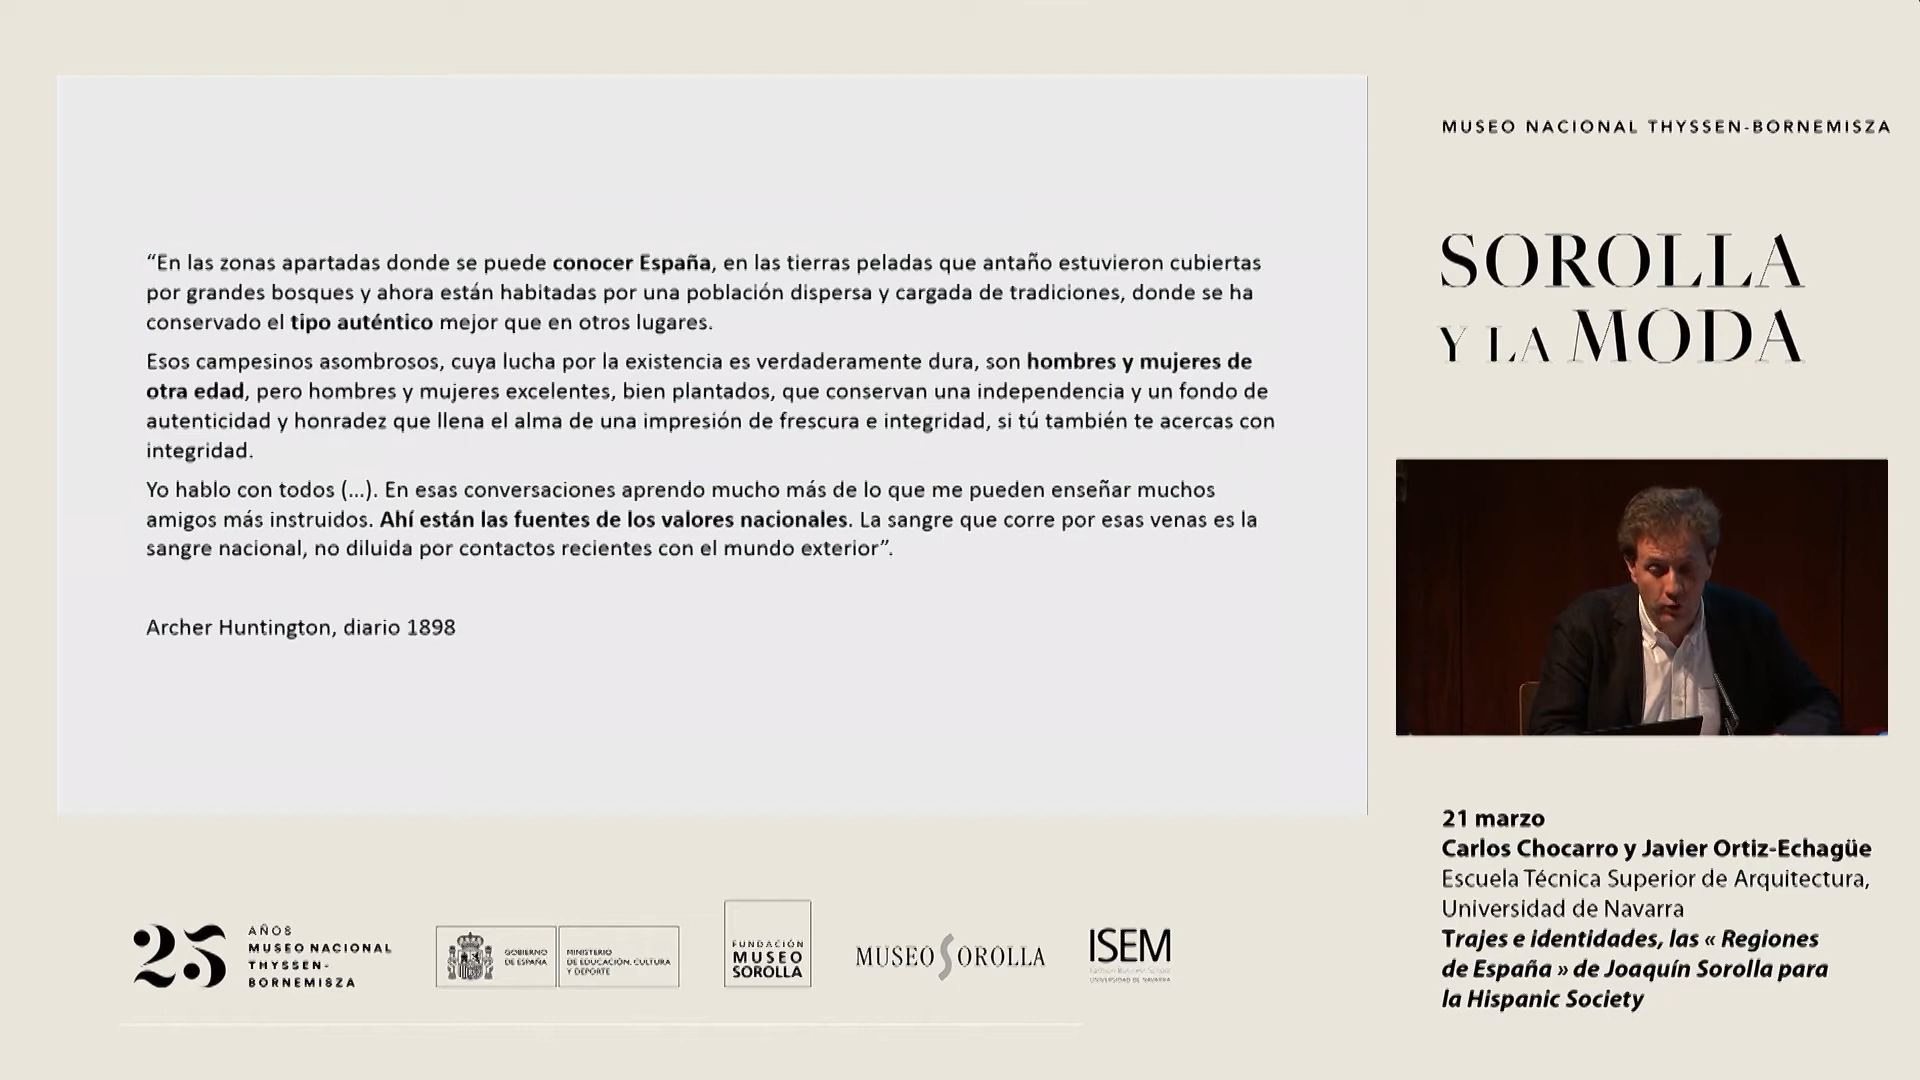 MUSEO NACIONAL THYSSEN-BORNEMISZA
SOROLLA
Y LA MODA
“En las zonas apartadas donde se puede conocer España, en las tierras peladas que antaño estuvieron cubiertas
por grandes bosques y ahora están habitadas por una población dispersa y cargada de tradiciones, donde se ha
conservado el tipo auténtico mejor que en otros lugares.
Esos campesinos asombrosos, cuya lucha por la existencia es verdaderamente dura, son hombres y mujeres de
otra edad, pero hombres y mujeres excelentes, bien plantados, que conservan una independencia y un fondo de
autenticidad y honradez que llena el alma de una impresión de frescura e integridad, si tú también te acercas con
integridad.
Yo hablo con todos (...). En esas conversaciones aprendo mucho más de lo que me pueden enseñar muchos
amigos más instruidos. Ahí están las fuentes de los valores nacionales. La sangre que corre por esas venas es la
sangre nacional, no diluida por contactos recientes con el mundo exterior”.
Archer Huntington, diario 1898
21 marzo
Carlos Chocarro y Javier Ortiz-Echagüe
Escuela Técnica Superior de Arquitectura,
Universidad de Navarra
Trajes e identidades, las « Regiones
de España » de Joaquín Sorolla para
la Hispanic Society
25
AÑOS
MUSEO NACIONAL
THYSSEN-
BORNEMISZA
GOBIERNO
DE ESPAÑA
MINISTERIO
DE EDUCACIÓN, CULTURA
Y DEPORTE
FUNDACIÓN
MUSEO
SOROLLA
MUSEO SOROLLA
ISEM
Fashion Business School
UNIVERSIDAD DE NAVARRA